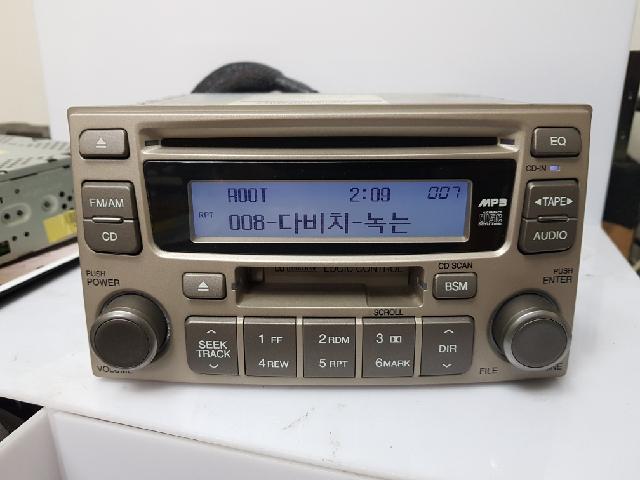 EQ
CD-IN
ROOT 2:09 007
RPT 008-다비치-녹는
MP3
FM/AM
CD
◀TAPE▶
AUDIO
PUSH
POWER
LOGIC CONTROL
CD SCAN
BSM
PUSH
ENTER
SCROLL
SEEK
TRACK
1 FF
2 RDM
3
DIR
4 REW
5 RPT
6 MARK
VOLUME
FILE